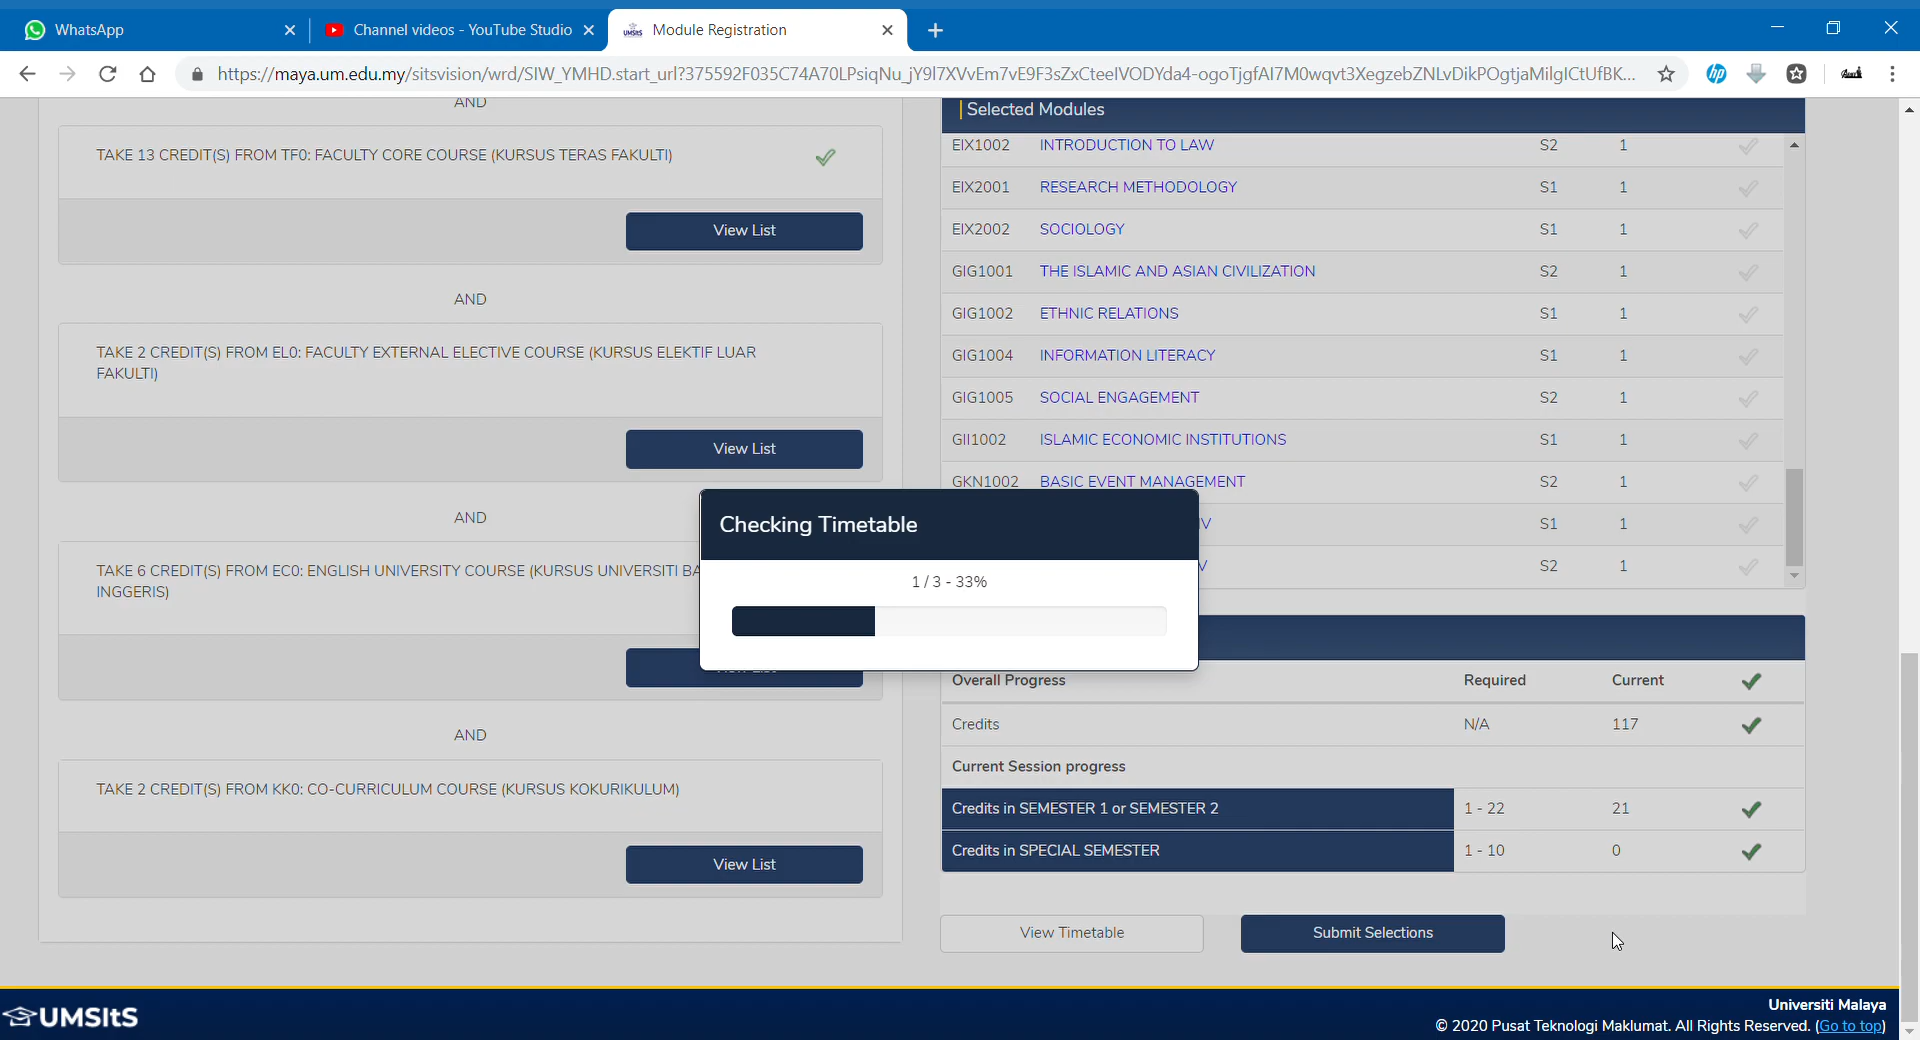 WhatsApp
Channel videos - YouTube Studio
UMSItS
Module Registration
https://maya.um.edu.my/sitsvision/wrd/SIW_YMHD.start_url?375592F035C74A70LPsiqNu_jY9I7XVvEm7vE9F3sZxCteeIVODYda4-ogoTjgfAI7M0wqvt3XegzebZNLvDikPOgtjaMilgICtUfBK...
hp
AND
TAKE 13 CREDIT(S) FROM TF0: FACULTY CORE COURSE (KURSUS TERAS FAKULTI)
View List
AND
TAKE 2 CREDIT(S) FROM EL0: FACULTY EXTERNAL ELECTIVE COURSE (KURSUS ELEKTIF LUAR
FAKULTI)
View List
AND
TAKE 6 CREDIT(S) FROM EC0: ENGLISH UNIVERSITY COURSE (KURSUS UNIVERSITI BA
INGGERIS)
AND
TAKE 2 CREDIT(S) FROM KK0: CO-CURRICULUM COURSE (KURSUS KOKURIKULUM)
View List
Selected Modules
EIX1002 INTRODUCTION TO LAW S2 1
EIX2001 RESEARCH METHODOLOGY S1 1
EIX2002 SOCIOLOGY S1 1
GIG1001 THE ISLAMIC AND ASIAN CIVILIZATION S2 1
GIG1002 ETHNIC RELATIONS S1 1
GIG1004 INFORMATION LITERACY S1 1
GIG1005 SOCIAL ENGAGEMENT S2 1
GII1002 ISLAMIC ECONOMIC INSTITUTIONS S1 1
GKN1002 BASIC EVENT MANAGEMENT S2 1
V S1 1
V S2 1
Checking Timetable
1 / 3 - 33%
Overall Progress Required Current
Credits N/A 117
Current Session progress
Credits in SEMESTER 1 or SEMESTER 2 1 - 22 21
Credits in SPECIAL SEMESTER 1 - 10 0
View Timetable
Submit Selections
UMSItS
Universiti Malaya
© 2020 Pusat Teknologi Maklumat. All Rights Reserved. (Go to top)